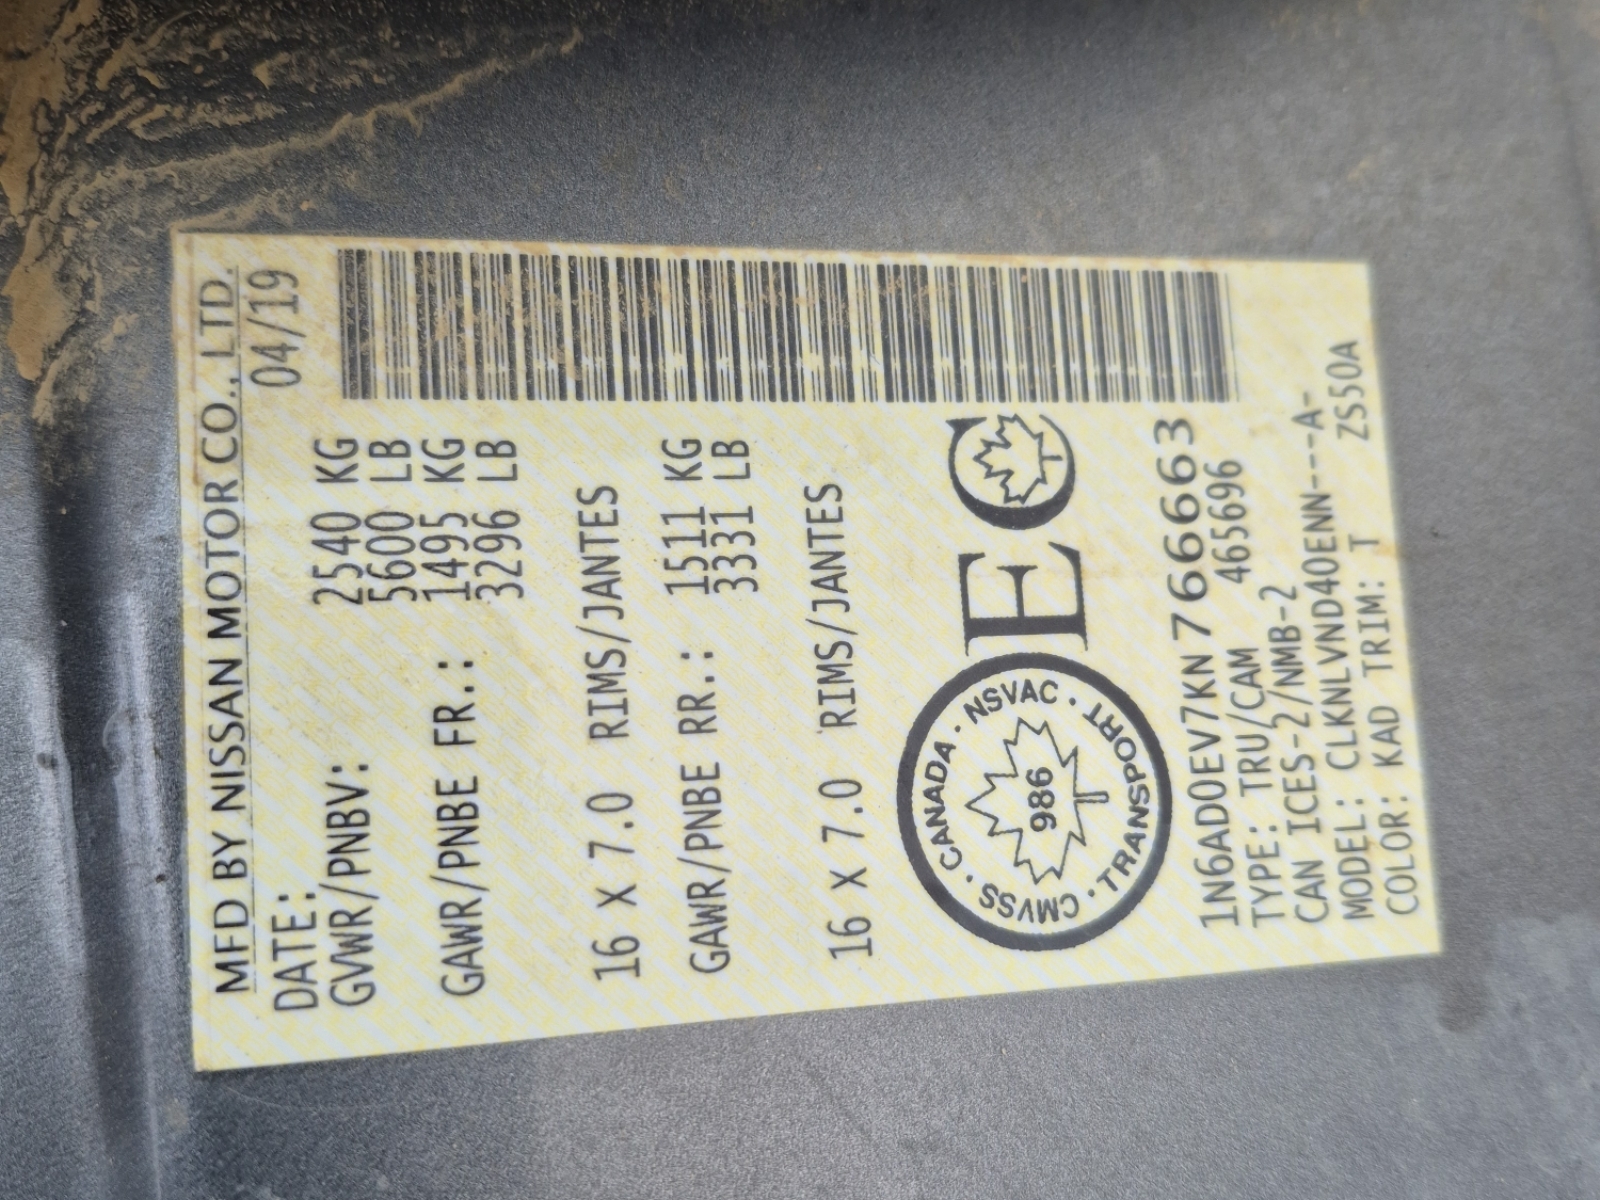 MFD BY NISSAN MOTOR CO., LTD.
DATE: 04/19
GVWR/PNBV: 2540 KG
5600 LB
GAWR/PNBE FR.: 1495 KG
3296 LB
16 X 7.0 RIMS/JANTES
GAWR/PNBE RR.: 1511 KG
3331 LB
16 X 7.0 RIMS/JANTES
CANADA · NSVAC · TRANSPORT · CMVSS ·
986
EC
1N6AD0EV7KN 766663
TYPE: TRU/CAM 465696
CAN ICES-2/NMB-2
MODEL: CLKNLVND40ENN---A-
COLOR: KAD TRIM: T ZS50A